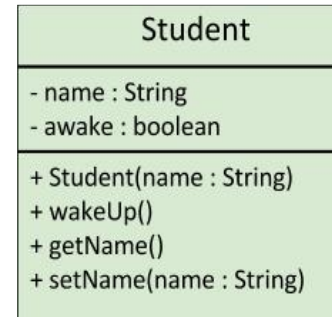 Student
- name : String
- awake : boolean
+ Student(name : String)
+ wakeUp()
+ getName()
+ setName(name : String)